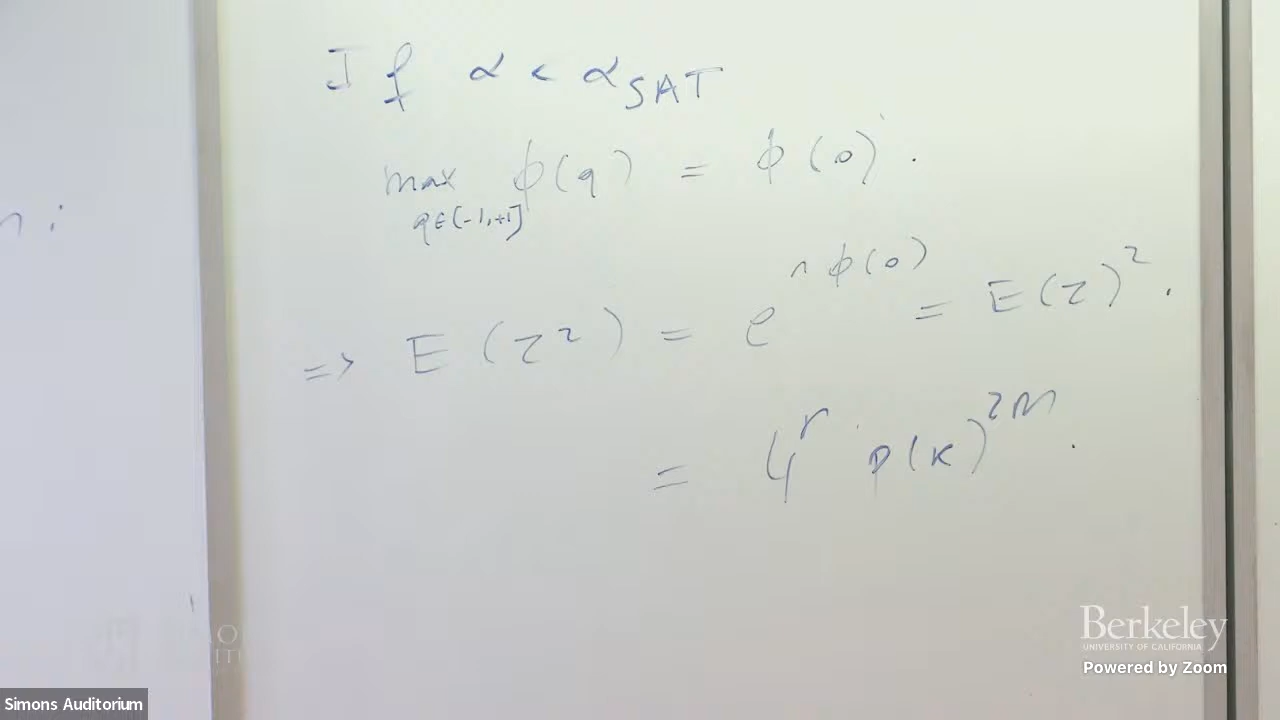 If α < α_SAT
max ϕ(q) = ϕ(0).
q∈[-1,+1]
=> E(Z²) = e^{nϕ(0)} = E(Z)².
= 4^n p(K)^{2m}.
n:
Berkeley
UNIVERSITY OF CALIFORNIA
Powered by Zoom
Simons Auditorium